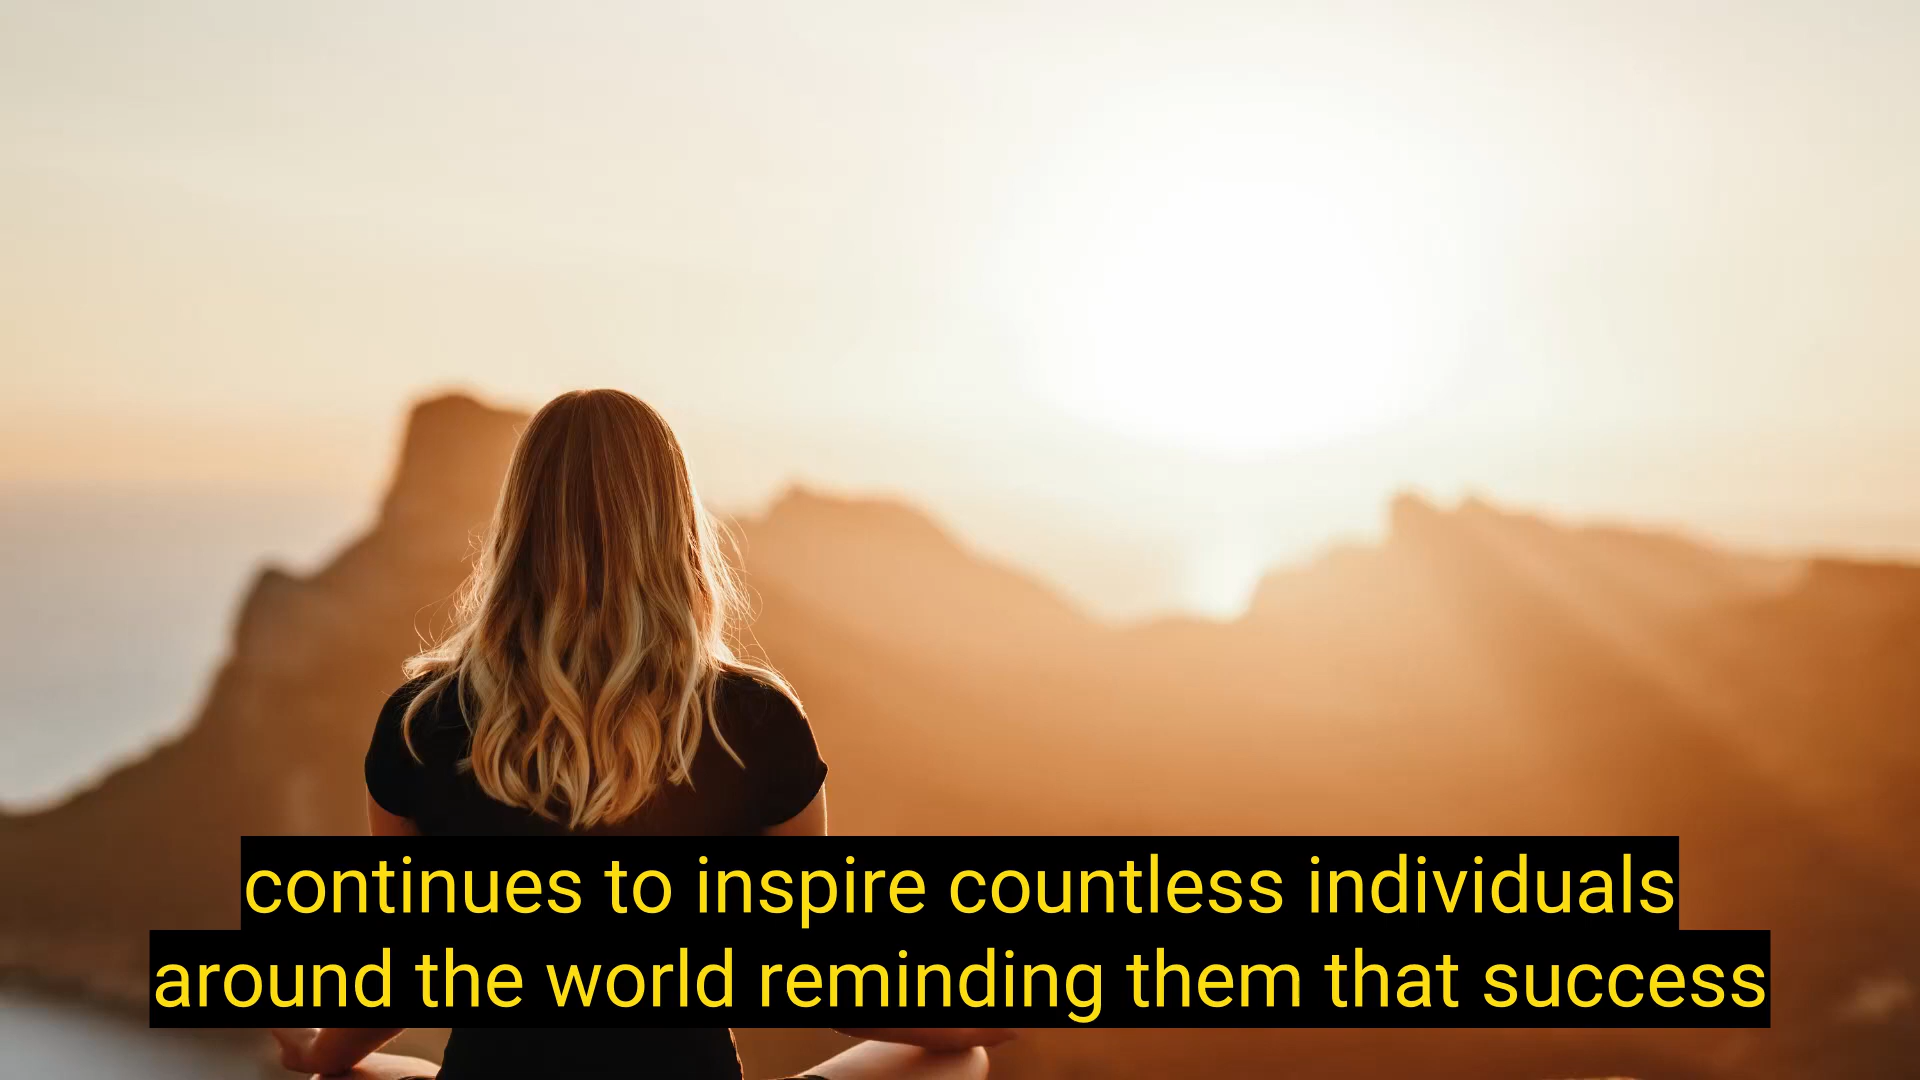 continues to inspire countless individuals
around the world reminding them that success